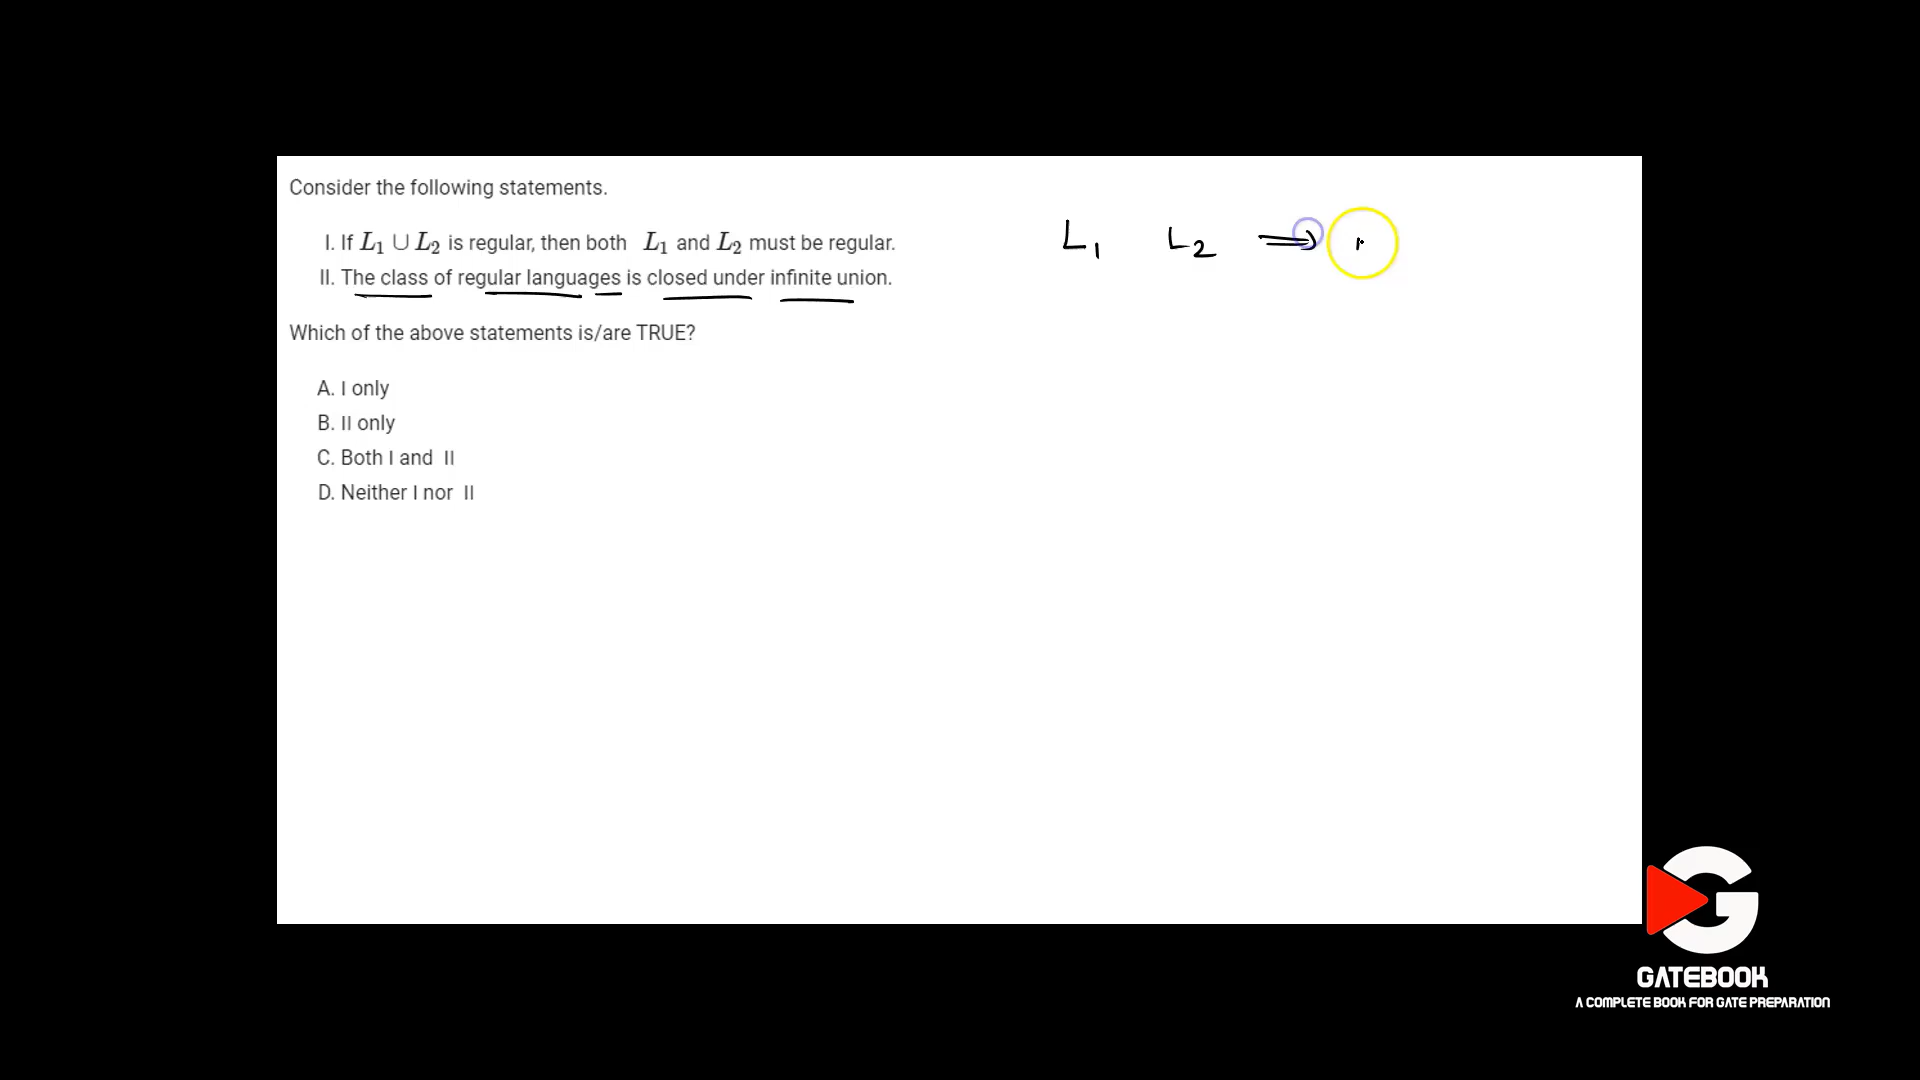 Consider the following statements.
I. If L₁ ∪ L₂ is regular, then both L₁ and L₂ must be regular.
II. The class of regular languages is closed under infinite union.
Which of the above statements is/are TRUE?
A. I only
B. II only
C. Both I and II
D. Neither I nor II
L₁ L₂ ⇒
GATEBOOK
A COMPLETE BOOK FOR GATE PREPARATION